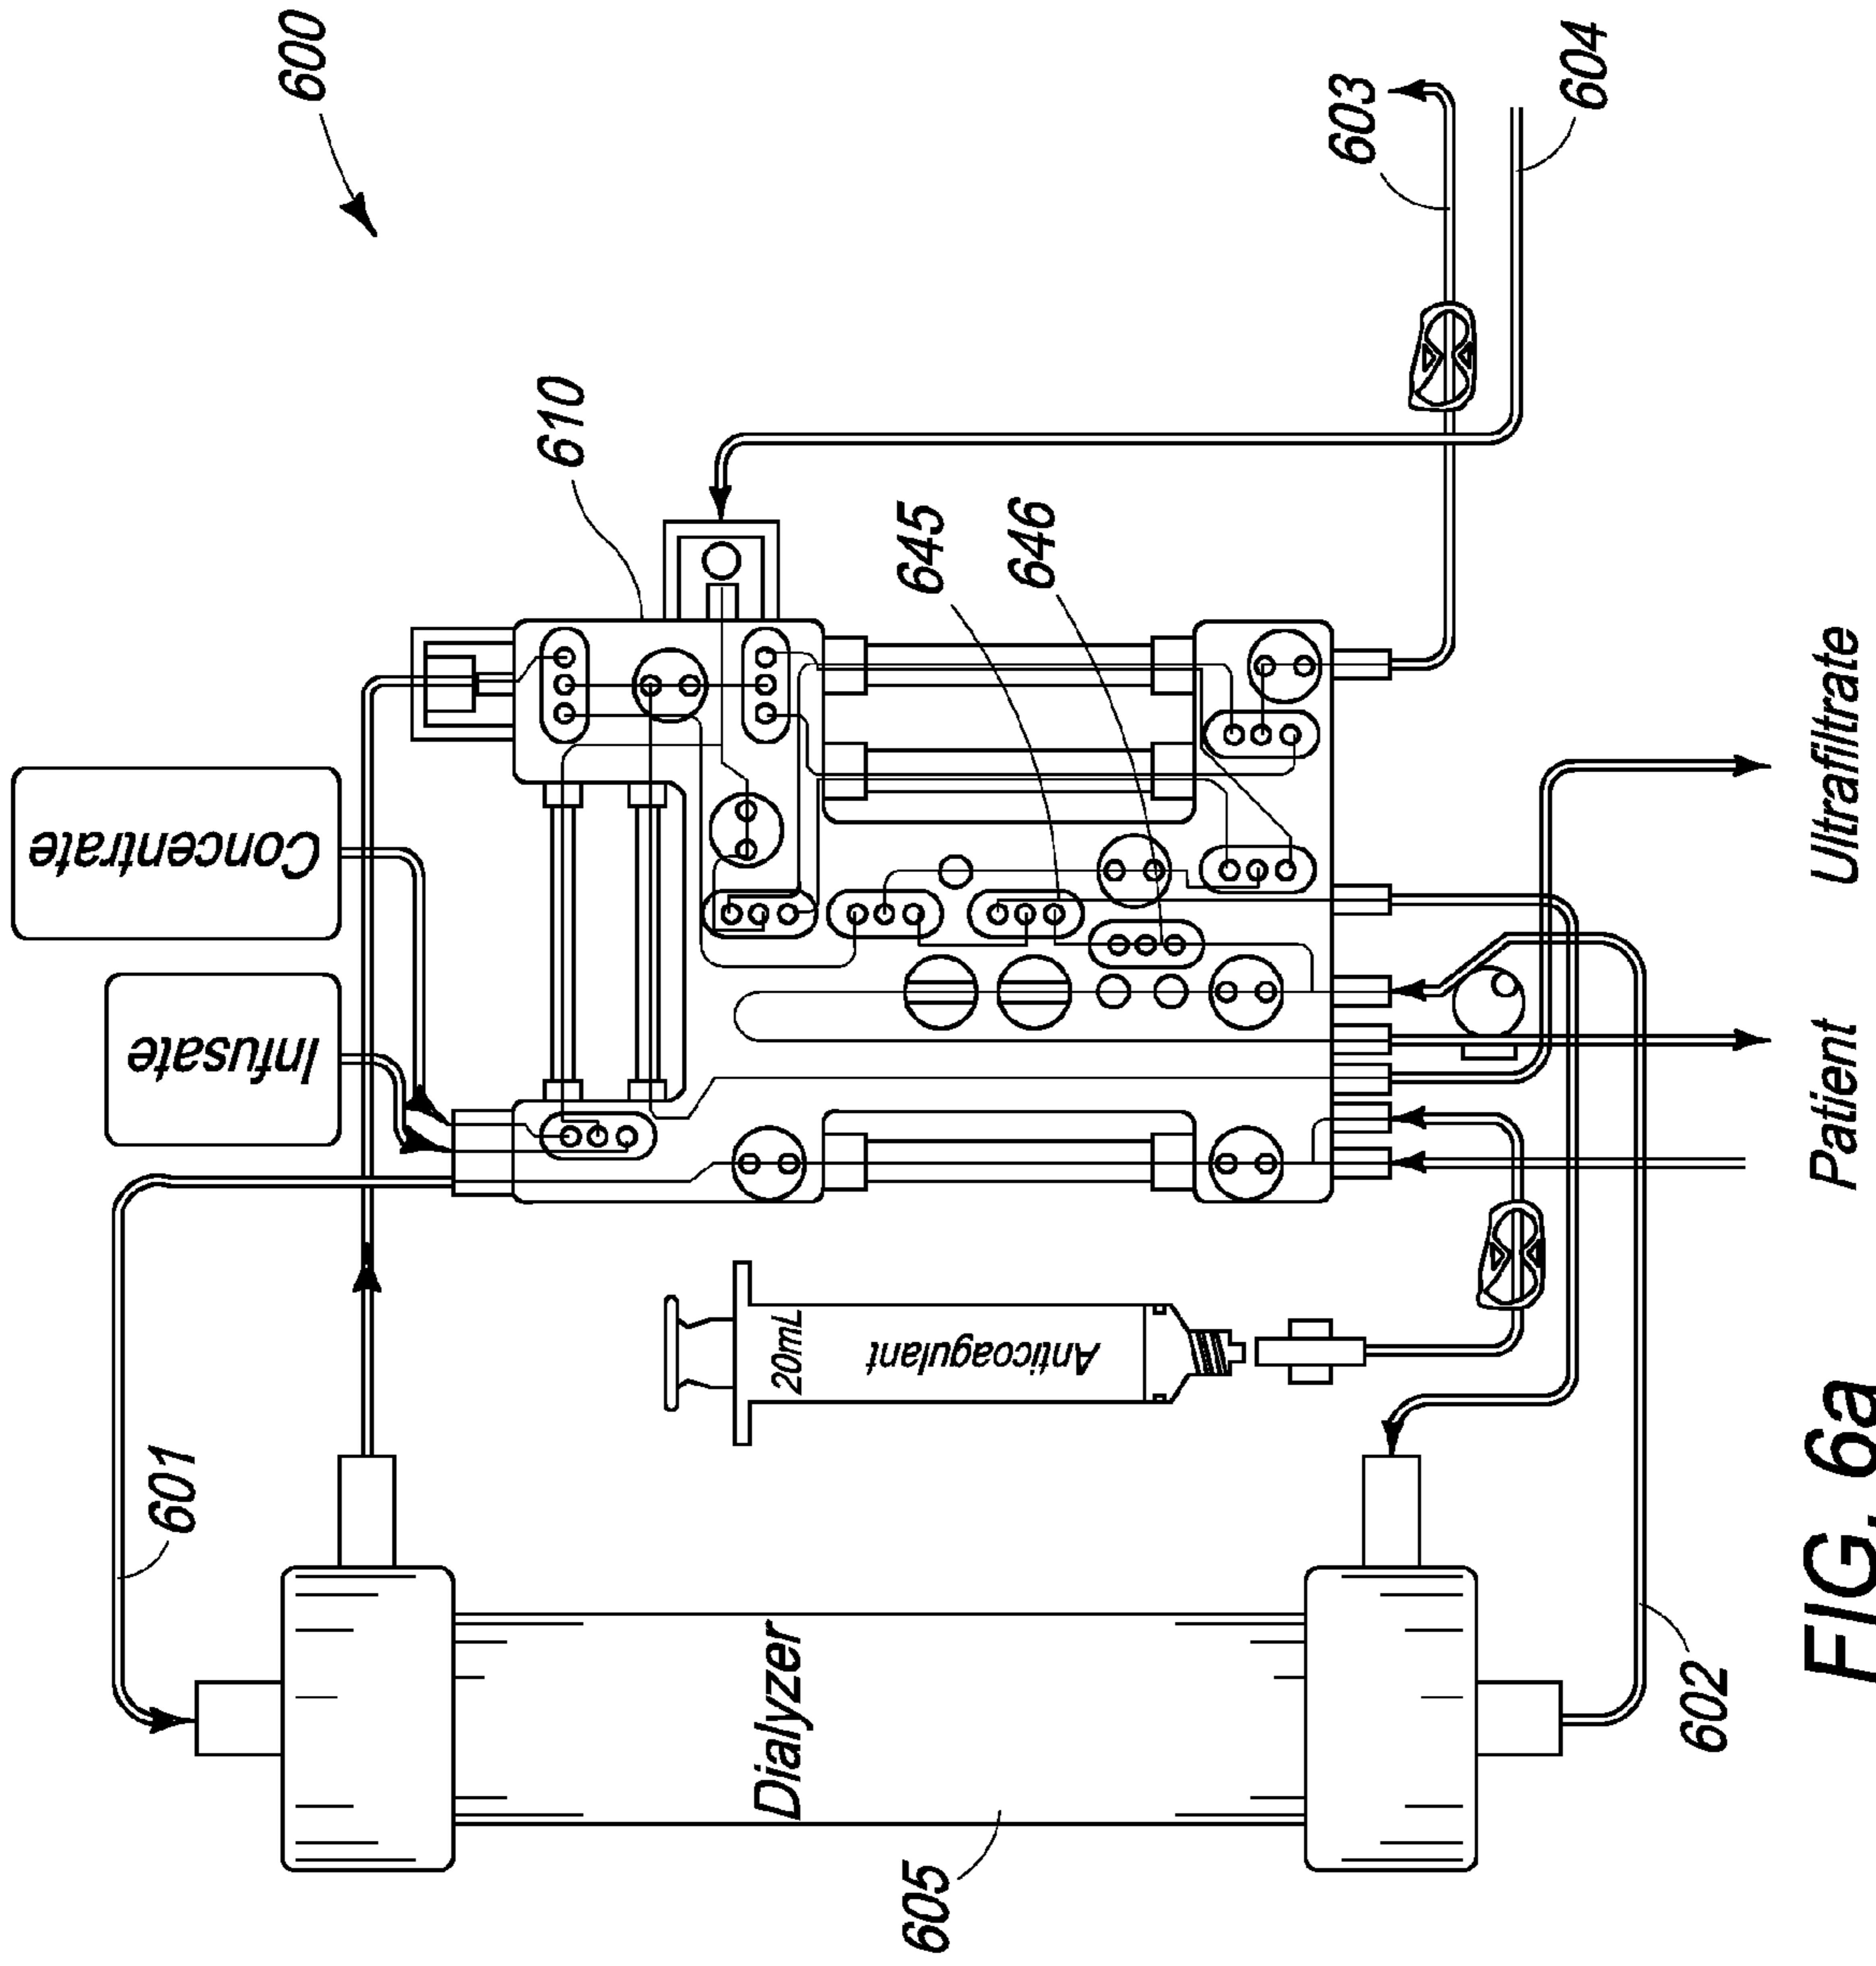 600
Concentrate
Infusate
601
603
604
610
645
646
20mL
Anticoagulant
Dialyzer
605
602
Patient
Ultrafiltrate
FIG. 6a